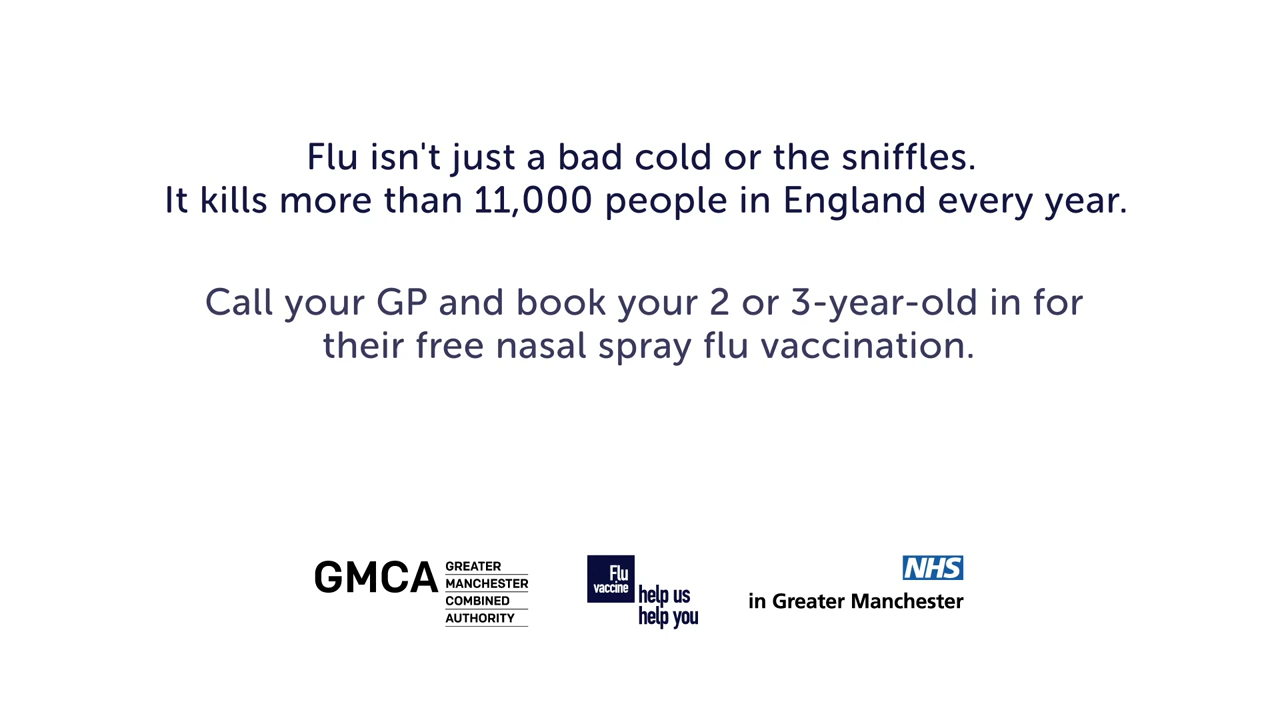 Flu isn't just a bad cold or the sniffles.
It kills more than 11,000 people in England every year.
Call your GP and book your 2 or 3-year-old in for
their free nasal spray flu vaccination.
GMCA
GREATER
MANCHESTER
COMBINED
AUTHORITY
Flu
vaccine
help us
help you
NHS
in Greater Manchester